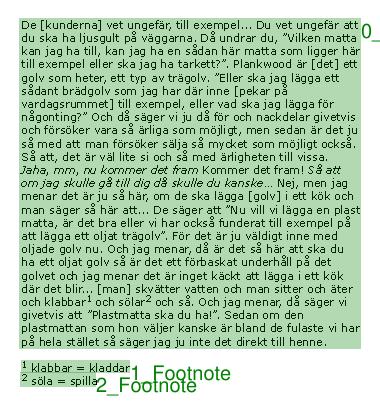 De [kunderna] vet ungefär, till exempel... Du vet ungefär att
du ska ha ljusgult på väggarna. Då undrar du, ”Vilken matta
kan jag ha till, kan jag ha en sådan här matta som ligger här
till exempel eller ska jag ha tarkett?”. Plankwood är [det] ett
golv som heter, ett typ av trägolv. ”Eller ska jag lägga ett
sådant brädgolv som jag har där inne [pekar på
vardagsrummet] till exempel, eller vad ska jag lägga för
någonting?” Och då säger vi ju då för och nackdelar givetvis
och försöker vara så ärliga som möjligt, men sedan är det ju
så med att man försöker sälja så mycket som möjligt också.
Så att, det är väl lite si och så med ärligheten till vissa.
Jaha, mm, nu kommer det fram Kommer det fram! Så att
om jag skulle gå till dig då skulle du kanske... Nej, men jag
menar det är ju så här, om de ska lägga [golv] i ett kök och
man säger så här att... De säger att ”Nu vill vi lägga en plast
matta, är det bra eller vi har också funderat till exempel på
att lägga ett oljat trägolv”. För det är ju väldigt inne med
oljade golv nu. Och jag menar, då är det så här att ska du
ha ett oljat golv så är det ett förbaskat underhåll på det
golvet och jag menar det är inget käckt att lägga i ett kök
där det blir... [man] skvätter vatten och man sitter och äter
och klabbar¹ och sölar² och så. Och jag menar, då säger vi
givetvis att ”Plastmatta ska du ha!”. Sedan om den
plastmattan som hon väljer kanske är bland de fulaste vi har
på hela stället så säger jag ju inte det direkt till henne.
¹ klabbar = kladdar
² söla = spilla
0_
1_Footnote
2_Footnote